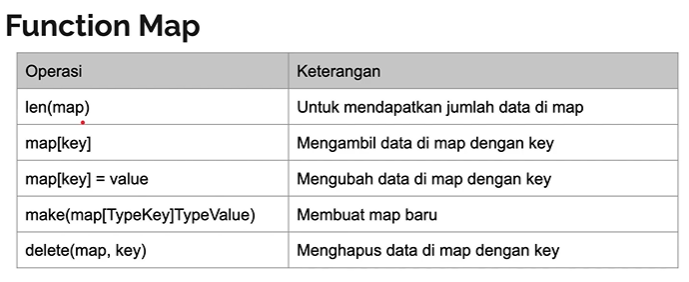 Function Map
Operasi Keterangan
len(map) Untuk mendapatkan jumlah data di map
map[key] Mengambil data di map dengan key
map[key] = value Mengubah data di map dengan key
make(map[TypeKey]TypeValue) Membuat map baru
delete(map, key) Menghapus data di map dengan key